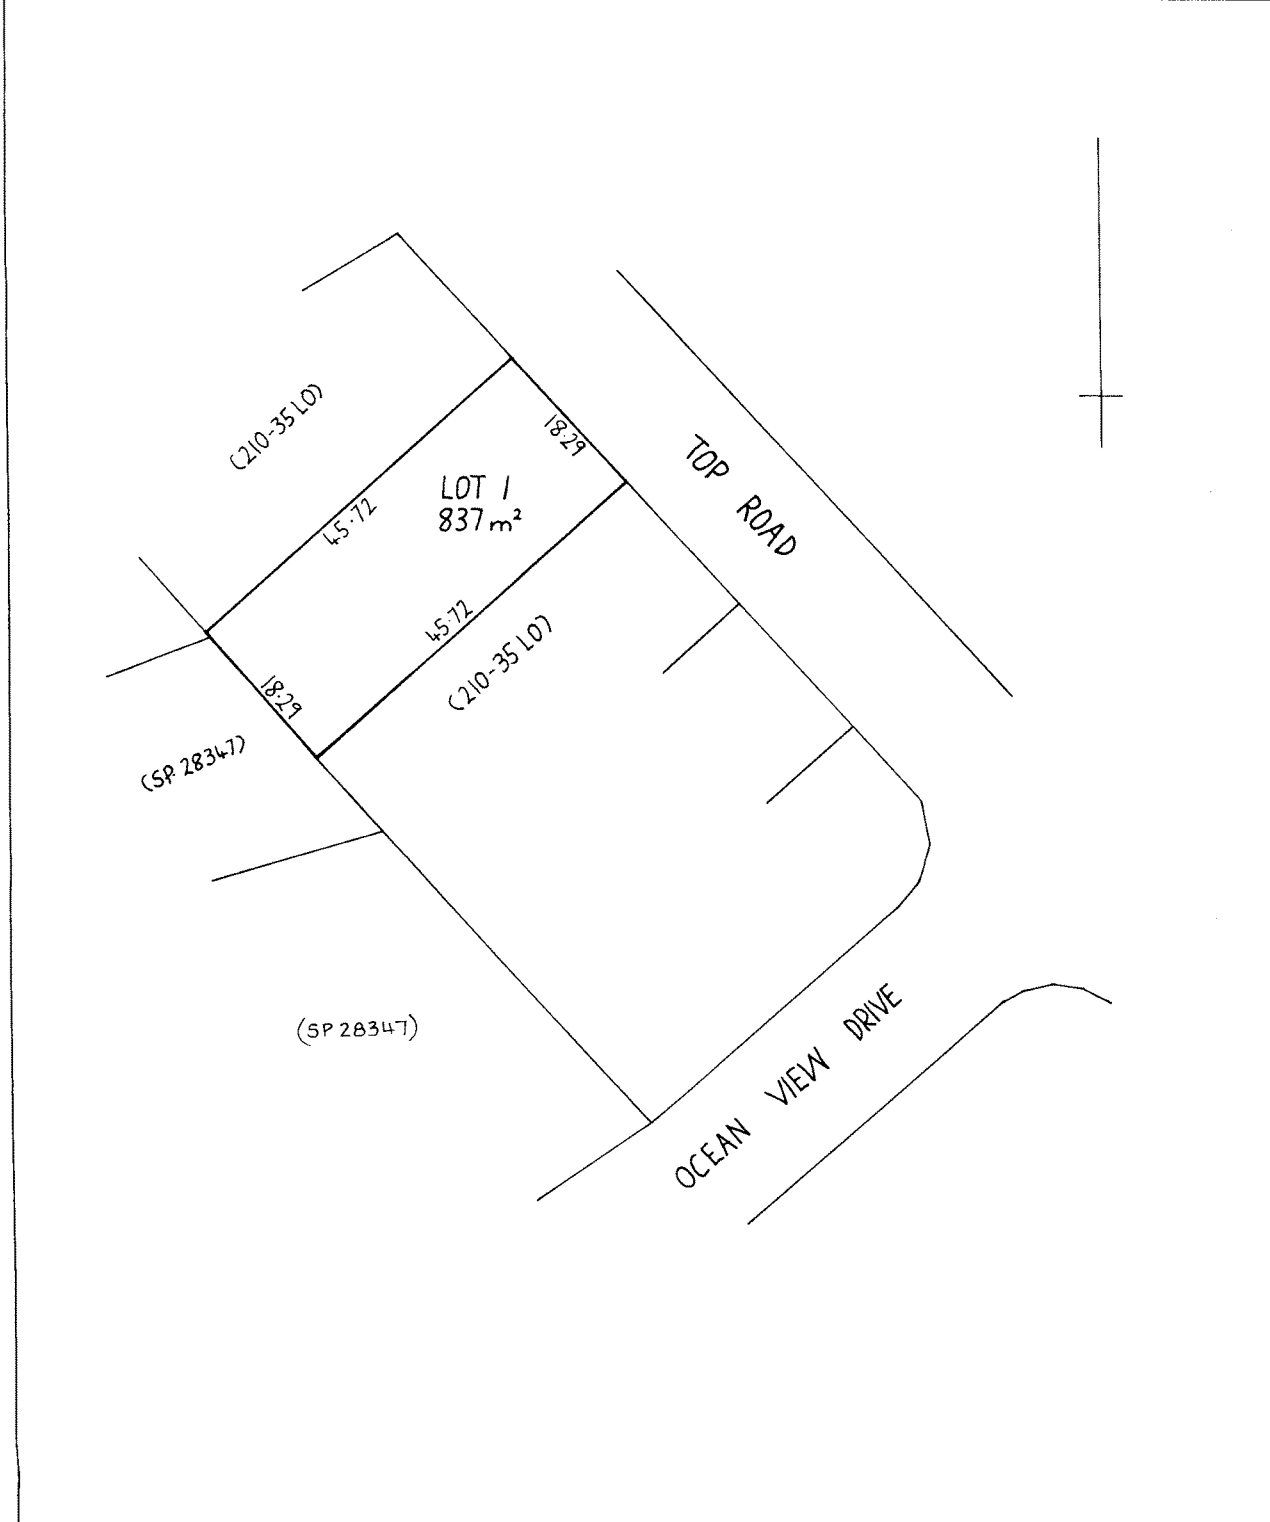 (210-35 LO)
18.29
TOP ROAD
LOT 1
837 m²
45.72
45.72
(210-35 LO)
18.29
(SP. 28347)
(SP 28347)
OCEAN VIEW DRIVE